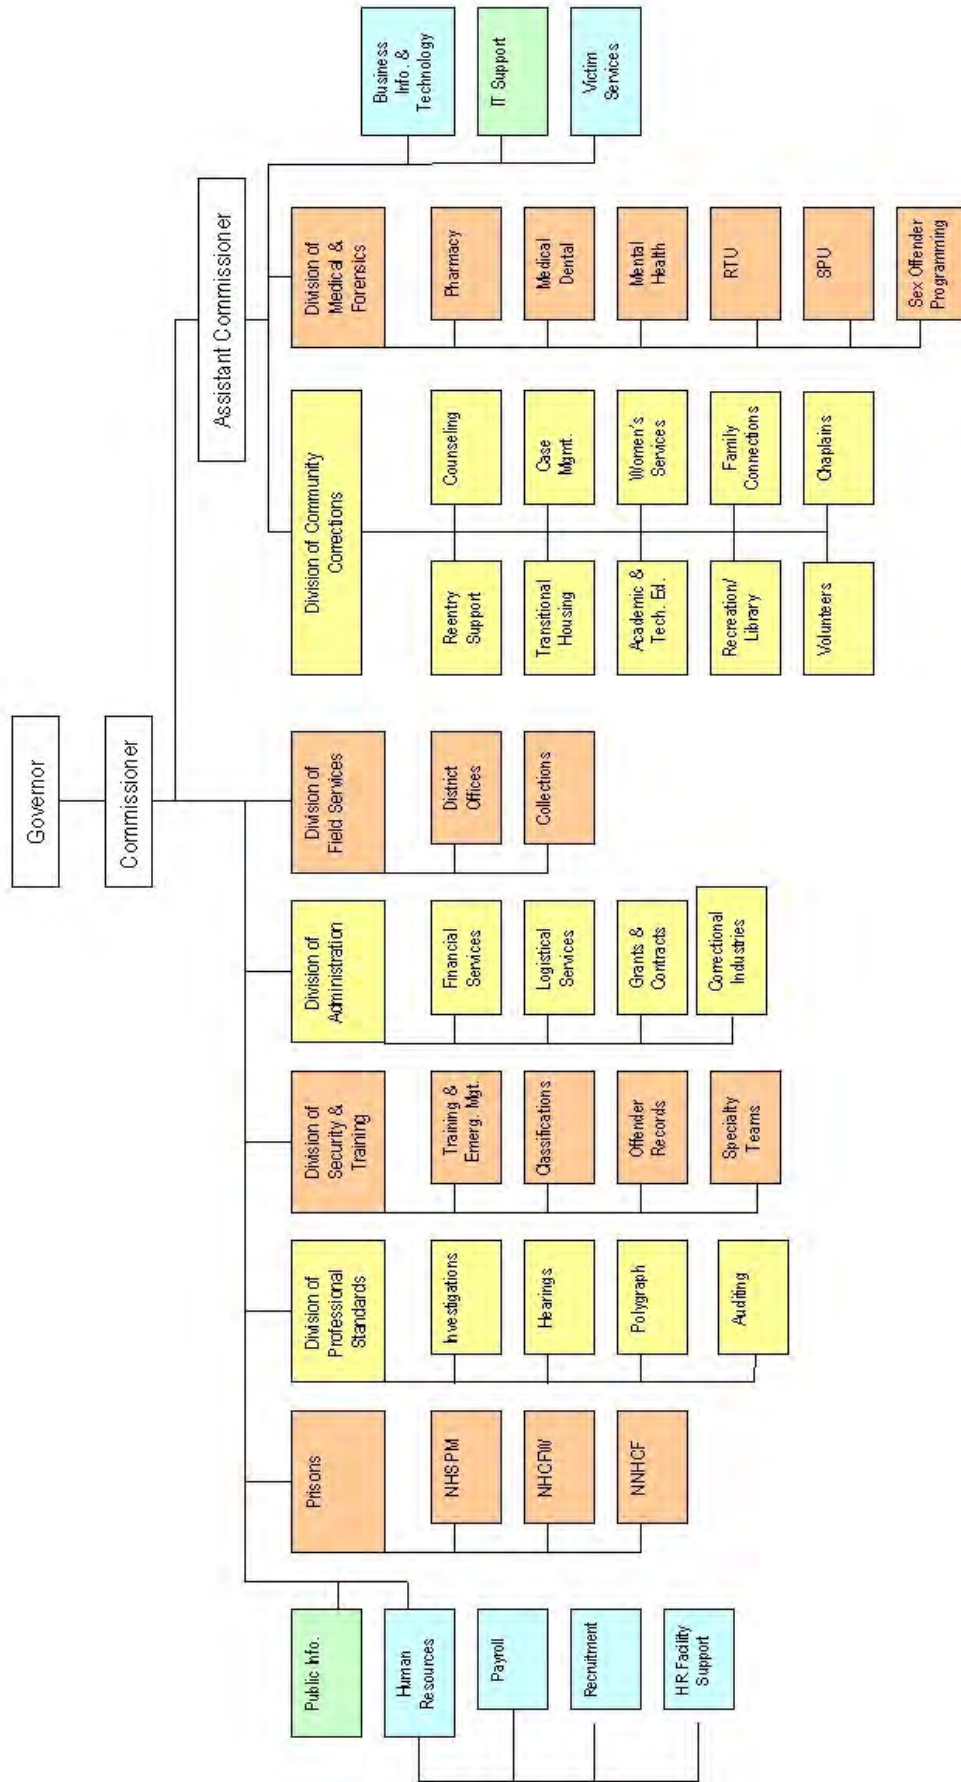 Governor
Commissioner
Assistant Commissioner
Public Info.
Human
Resources
Payroll
Recruitment
HR Facility
Support
Prisons
NHSPM
NHCFW
NNHCF
Division of
Professional
Standards
Investigations
Hearings
Polygraph
Auditing
Division of
Security &
Training
Training &
Emerg. Mgt.
Classifications
Offender
Records
Specialty
Teams
Division of
Administration
Financial
Services
Logistical
Services
Grants &
Contracts
Correctional
Industries
Division of
Field Services
District
Offices
Collections
Division of Community
Corrections
Reentry
Support
Counseling
Transitional
Housing
Case
Mgmt.
Academic &
Tech. Ed.
Women's
Services
Recreation/
Library
Family
Connections
Volunteers
Chaplains
Division of
Medical &
Forensics
Pharmacy
Medical
Dental
Mental
Health
RTU
SPU
Sex Offender
Programming
Business
Info. &
Technology
IT Support
Victim
Services